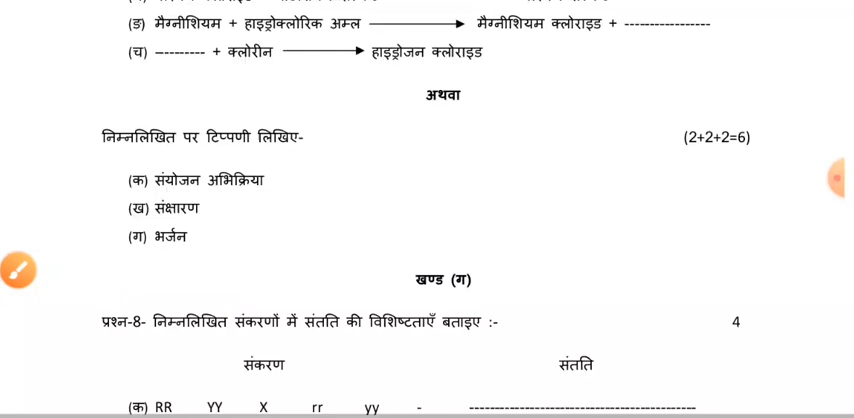 (ङ) मैग्नीशियम + हाइड्रोक्लोरिक अम्ल ⟶ मैग्नीशियम क्लोराइड + -----------------
(च) ---------- + क्लोरीन ⟶ हाइड्रोजन क्लोराइड
अथवा
निम्नलिखित पर टिप्पणी लिखिए- (2+2+2=6)
(क) संयोजन अभिक्रिया
(ख) संक्षारण
(ग) भर्जन
खण्ड (ग)
प्रश्न-8- निम्नलिखित संकरणों में संतति की विशिष्टताएँ बताइए :- 4
संकरण संतति
(क) RR YY X rr yy - ---------------------------------------------